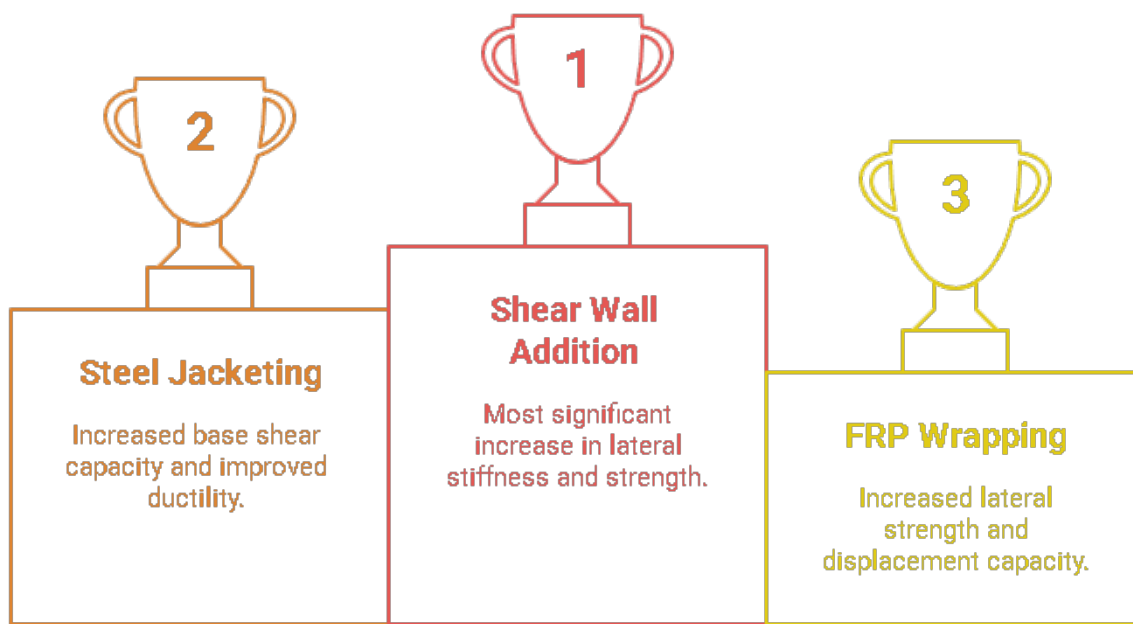 2
Steel Jacketing
Increased base shear
capacity and improved
ductility.
1
Shear Wall
Addition
Most significant
increase in lateral
stiffness and strength.
3
FRP Wrapping
Increased lateral
strength and
displacement capacity.